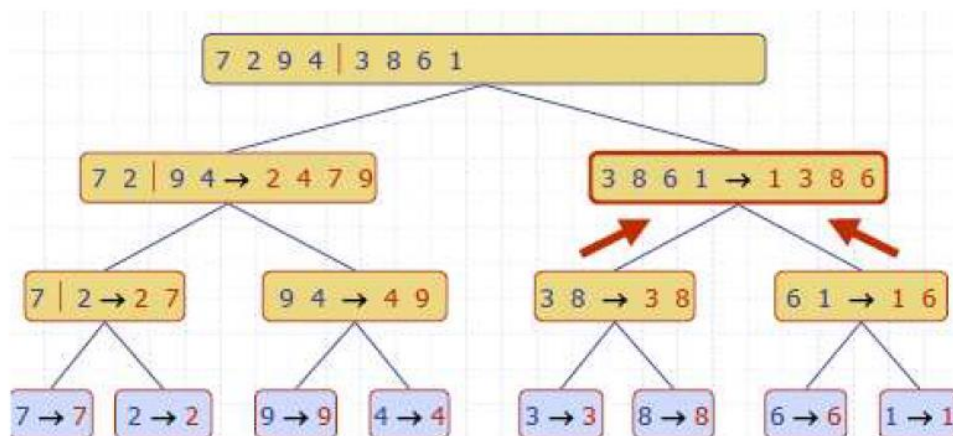 7 2 9 4 | 3 8 6 1
7 2 | 9 4 → 2 4 7 9
3 8 6 1 → 1 3 8 6
7 | 2 → 2 7
9 4 → 4 9
3 8 → 3 8
6 1 → 1 6
7 → 7
2 → 2
9 → 9
4 → 4
3 → 3
8 → 8
6 → 6
1 → 1